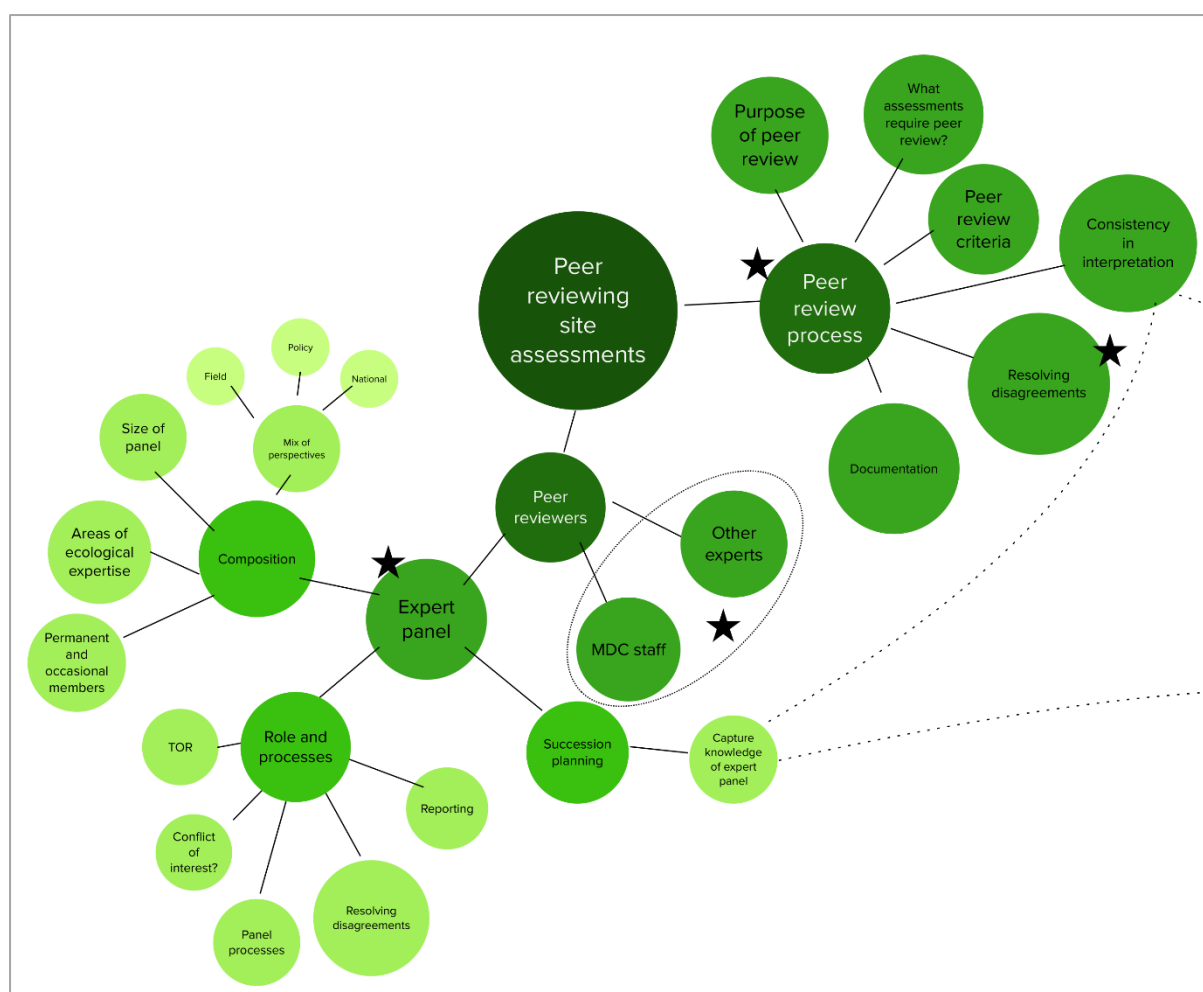 What
assessments
require peer
review?
Purpose
of peer
review
Peer
review
criteria
Consistency
in
interpretation
Peer
reviewing
site
assessments
Peer
review
process
Resolving
disagreements
Documentation
Policy
Field
National
Mix of
perspectives
Size of
panel
Areas of
ecological
expertise
Composition
Permanent
and
occasional
members
Peer
reviewers
Other
experts
MDC staff
Expert
panel
Role and
processes
TOR
Conflict
of
interest?
Panel
processes
Resolving
disagreements
Reporting
Succession
planning
Capture
knowledge
of expert
panel